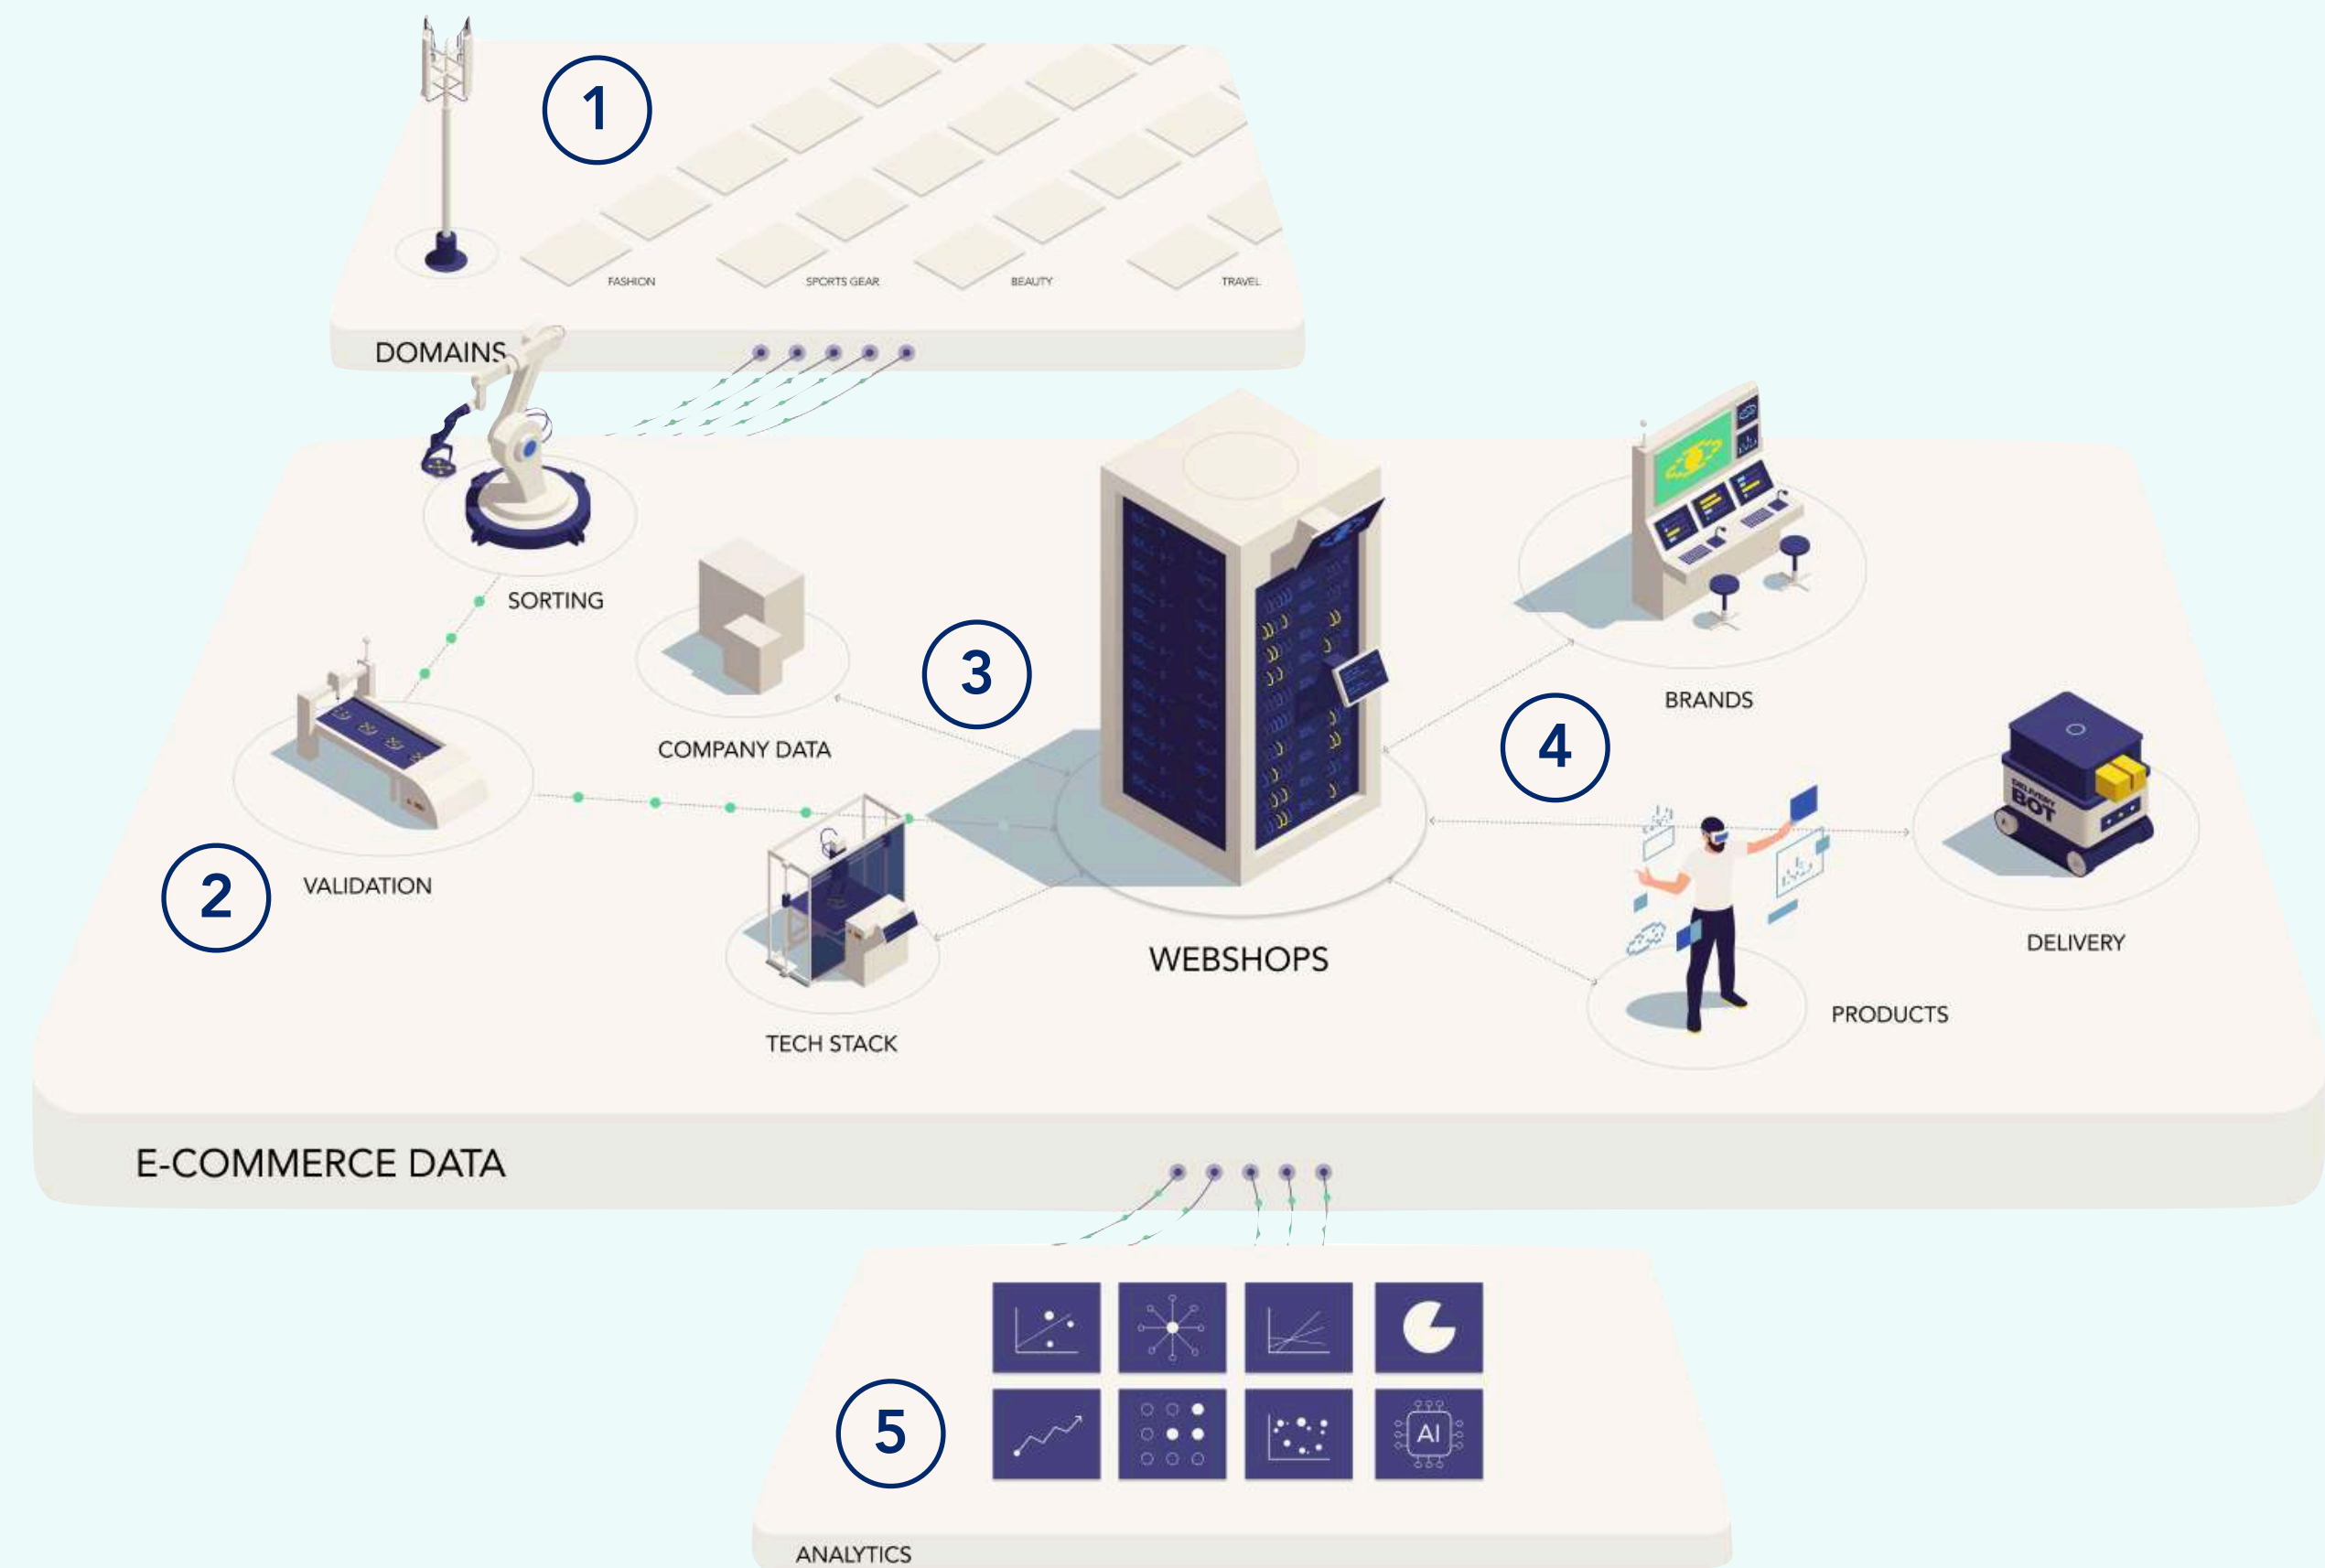 1
FASHION
SPORTS GEAR
BEAUTY
TRAVEL
DOMAINS
SORTING
COMPANY DATA
3
BRANDS
4
2
VALIDATION
DELIVERY
BOT
DELIVERY
WEBSHOPS
PRODUCTS
TECH STACK
E-COMMERCE DATA
5
AI
ANALYTICS